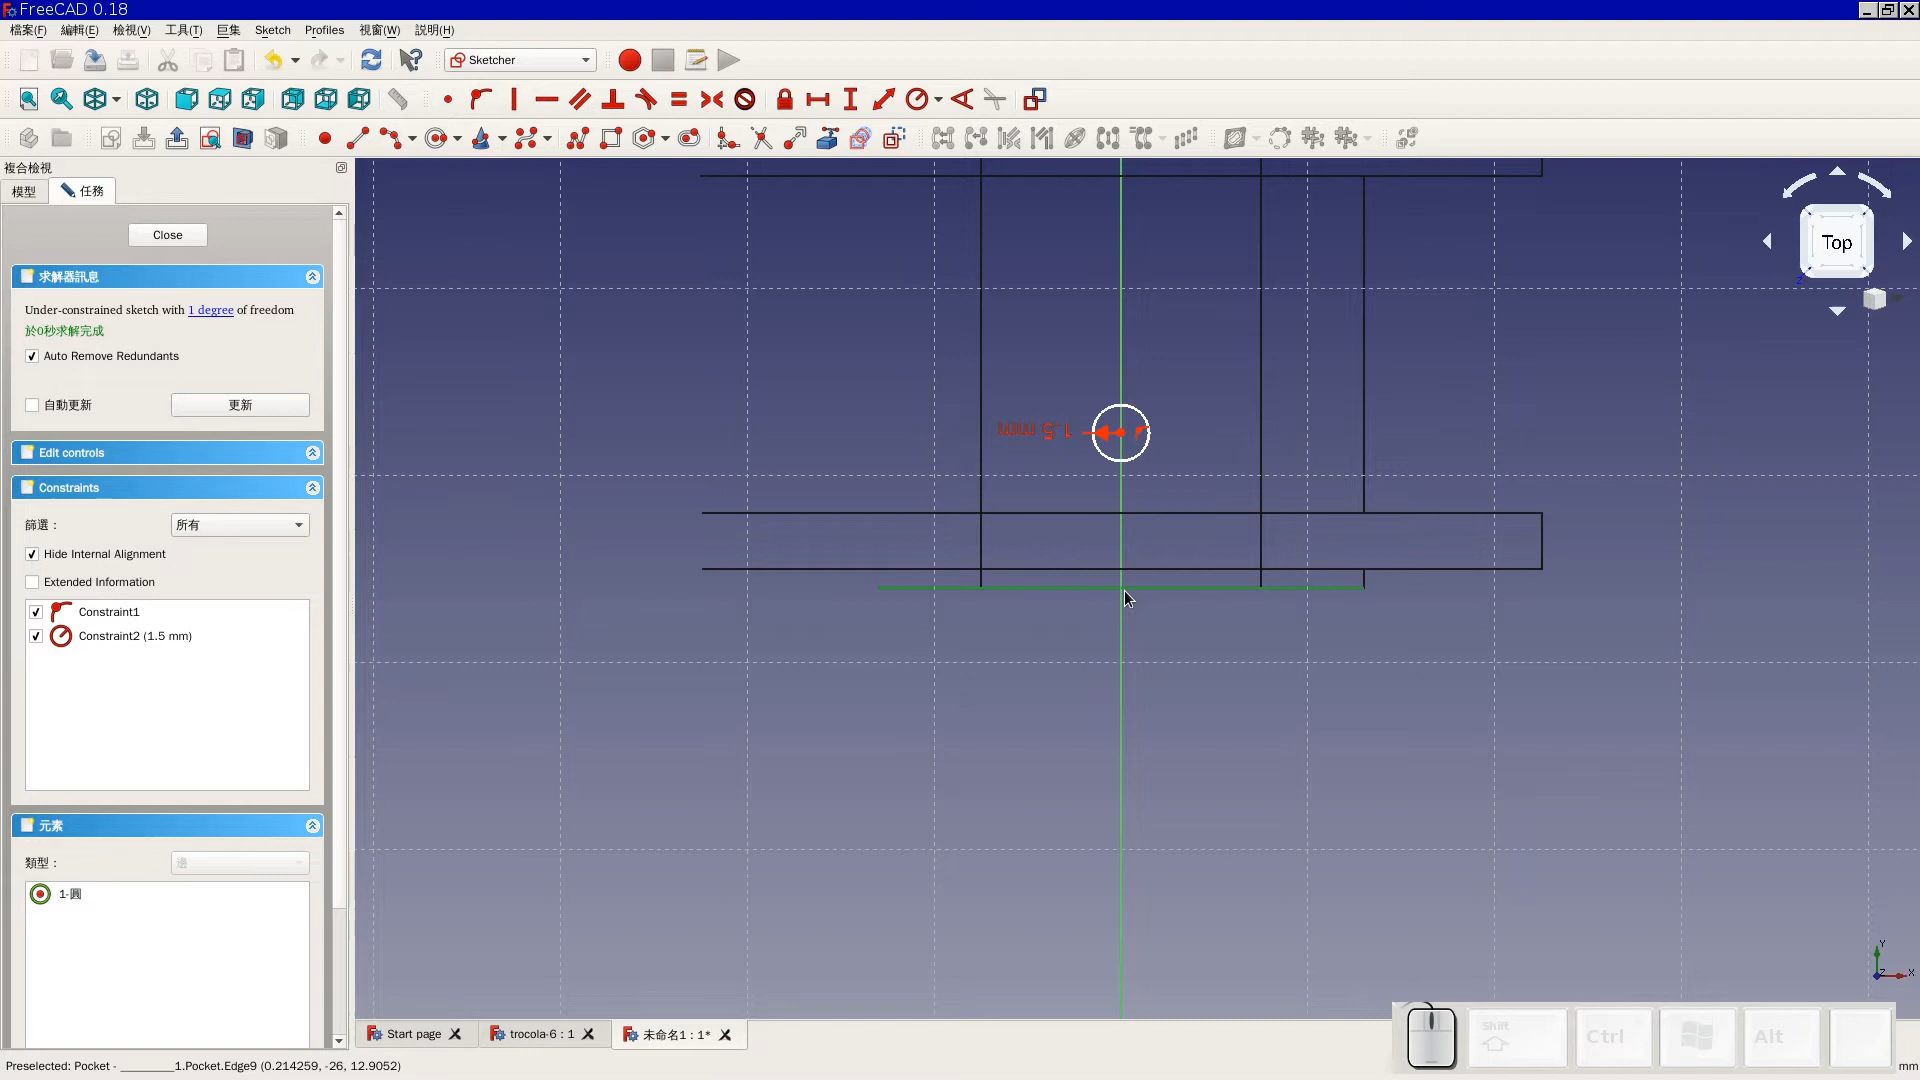 FreeCAD 0.18
檔案(F) 編輯(E) 檢視(V) 工具(T) 巨集 Sketch Profiles 視窗(W) 說明(H)
Sketcher
複合檢視
模型 任務
Close
求解器訊息
Under-constrained sketch with 1 degree of freedom
於0秒求解完成
Auto Remove Redundants
自動更新 更新
Edit controls
Constraints
篩選： 所有
Hide Internal Alignment
Extended Information
Constraint1
Constraint2 (1.5 mm)
元素
類型： 邊
1-圓
1.5 mm
Top
Y
Z X
Start page trocola-6 : 1 未命名1 : 1*
Shift Ctrl Alt
Preselected: Pocket - ________1.Pocket.Edge9 (0.214259, -26, 12.9052) mm